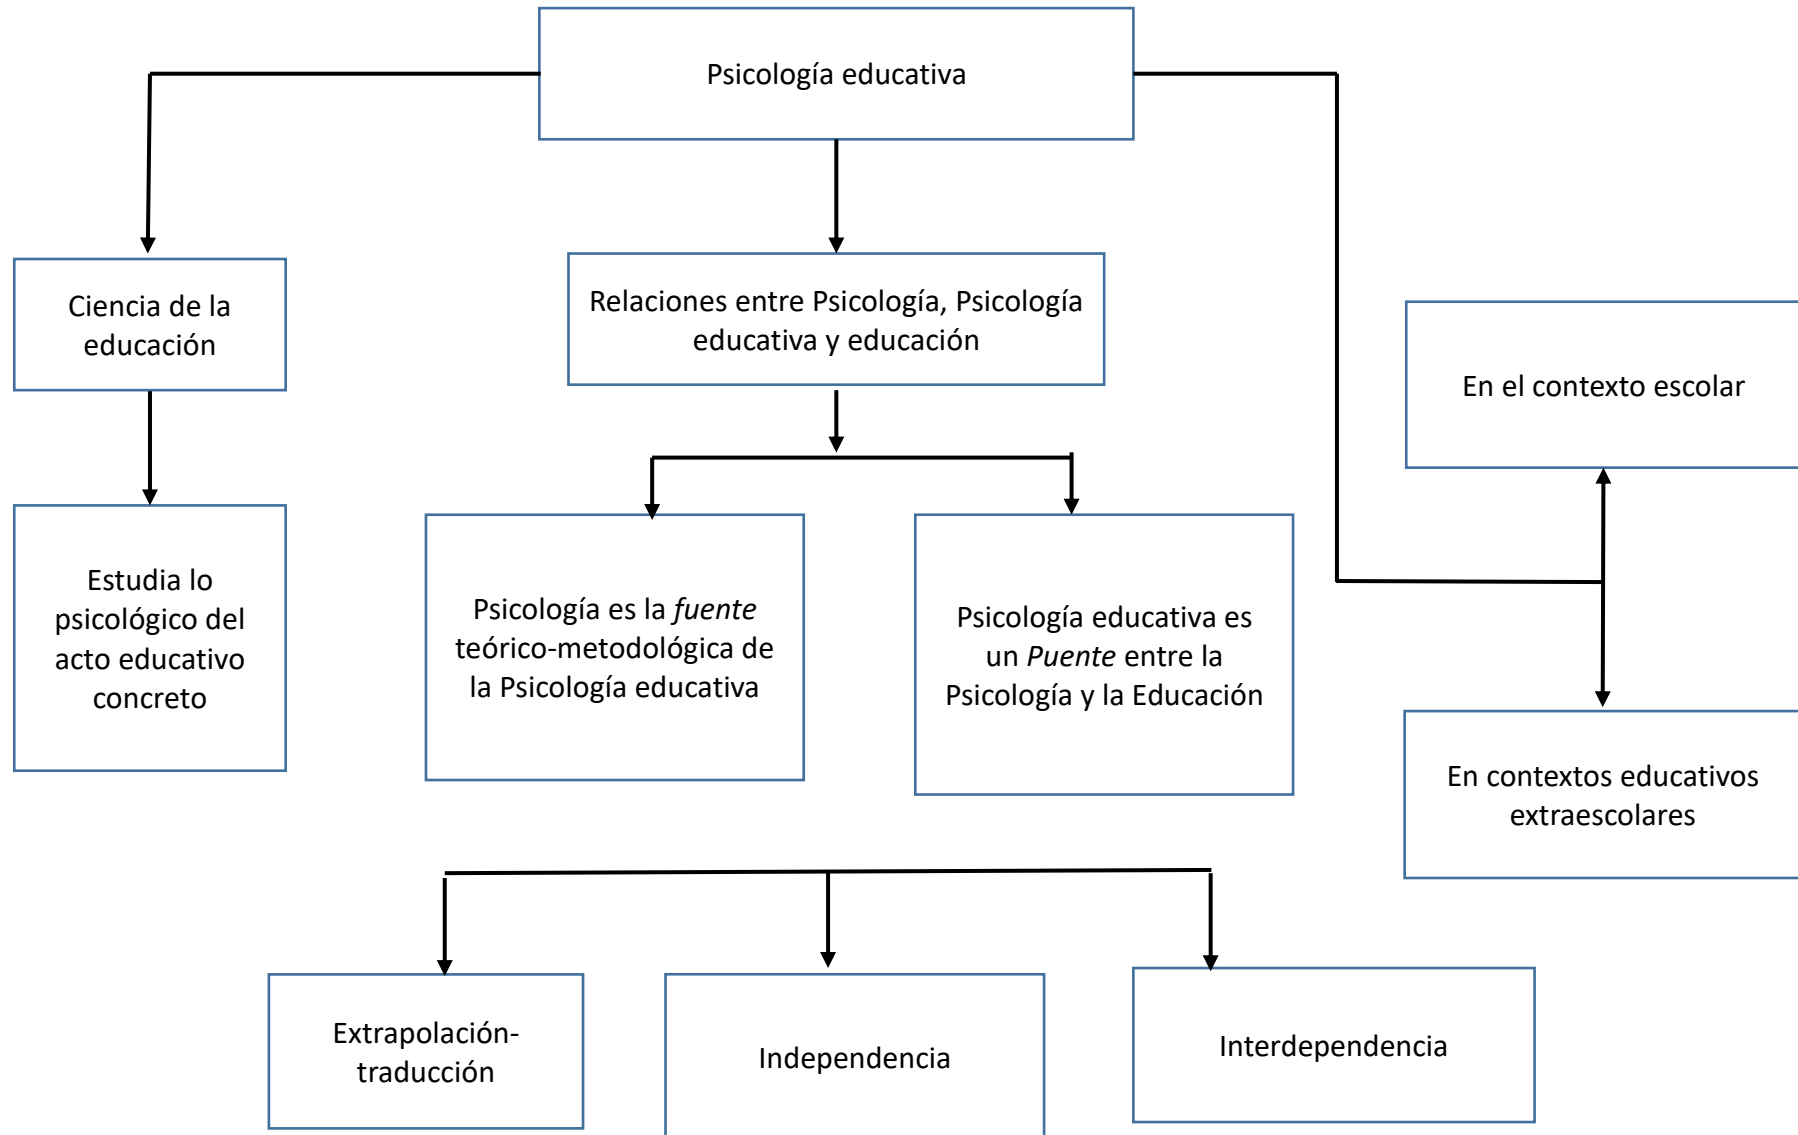 Psicología educativa
Ciencia de la
educación
Relaciones entre Psicología, Psicología
educativa y educación
En el contexto escolar
Estudia lo
psicológico del
acto educativo
concreto
Psicología es la fuente
teórico-metodológica de
la Psicología educativa
Psicología educativa es
un Puente entre la
Psicología y la Educación
En contextos educativos
extraescolares
Extrapolación-
traducción
Independencia
Interdependencia